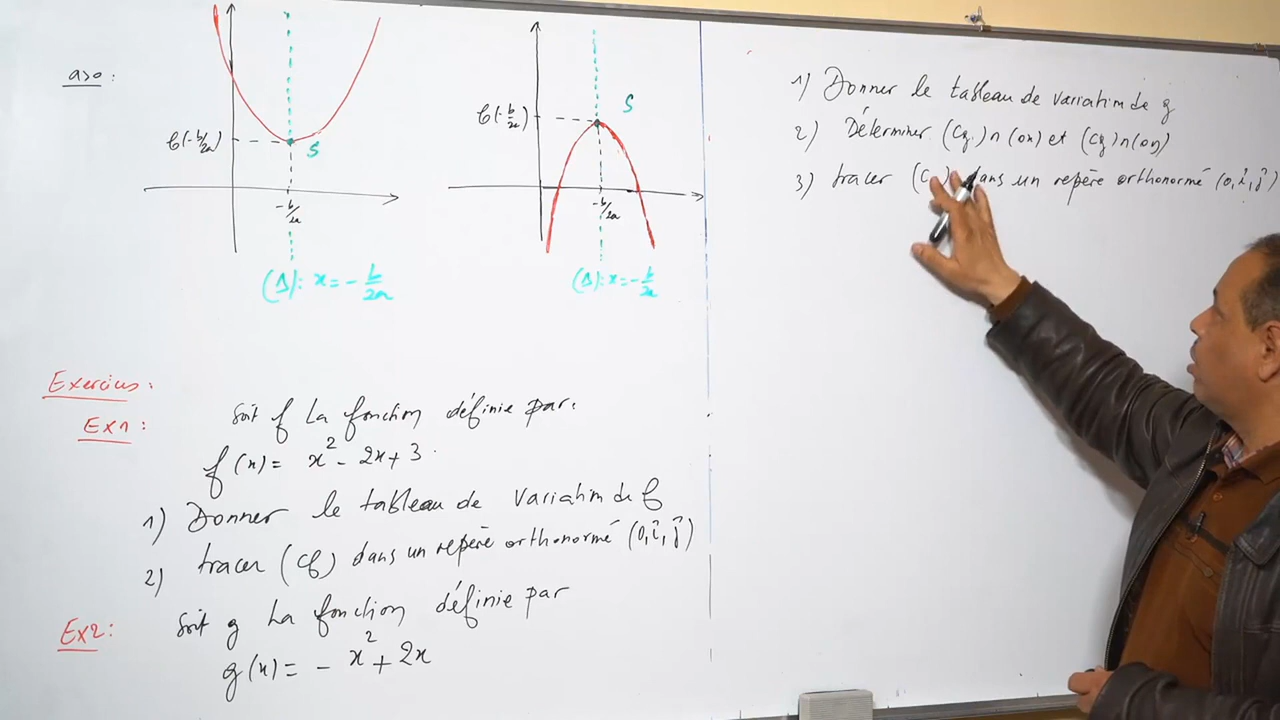 a>0:
f(-b/2a)
S
-b/2a
(Δ): x = - b/2a
f(-b/2a)
S
-b/2a
(Δ): x = - b/2a
Exercices:
EX1: Soit f La fonction définie par:
f(x) = x² - 2x + 3.
1) Donner le tableau de variation de f
2) tracer (Cf) dans un repère orthonormé (0,i⃗,j⃗)
EX2: Soit g La fonction définie par
g(x) = - x² + 2x
1) Donner le tableau de variation de g
2) Déterminer (Cg) ∩ (ox) et (Cg) ∩ (oy)
3) tracer (C ) dans un repère orthonormé (0,i⃗,j⃗)